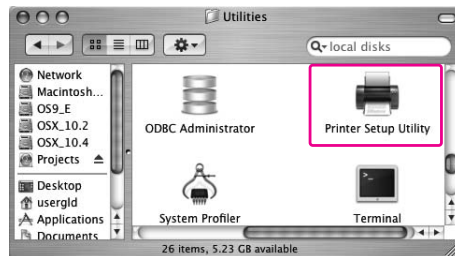 Utilities
local disks
Network
Macintosh...
OS9_E
OSX_10.2
OSX_10.4
Projects
Desktop
usergld
Applications
Documents
ODBC Administrator
Printer Setup Utility
System Profiler
Terminal
26 items, 5.23 GB available